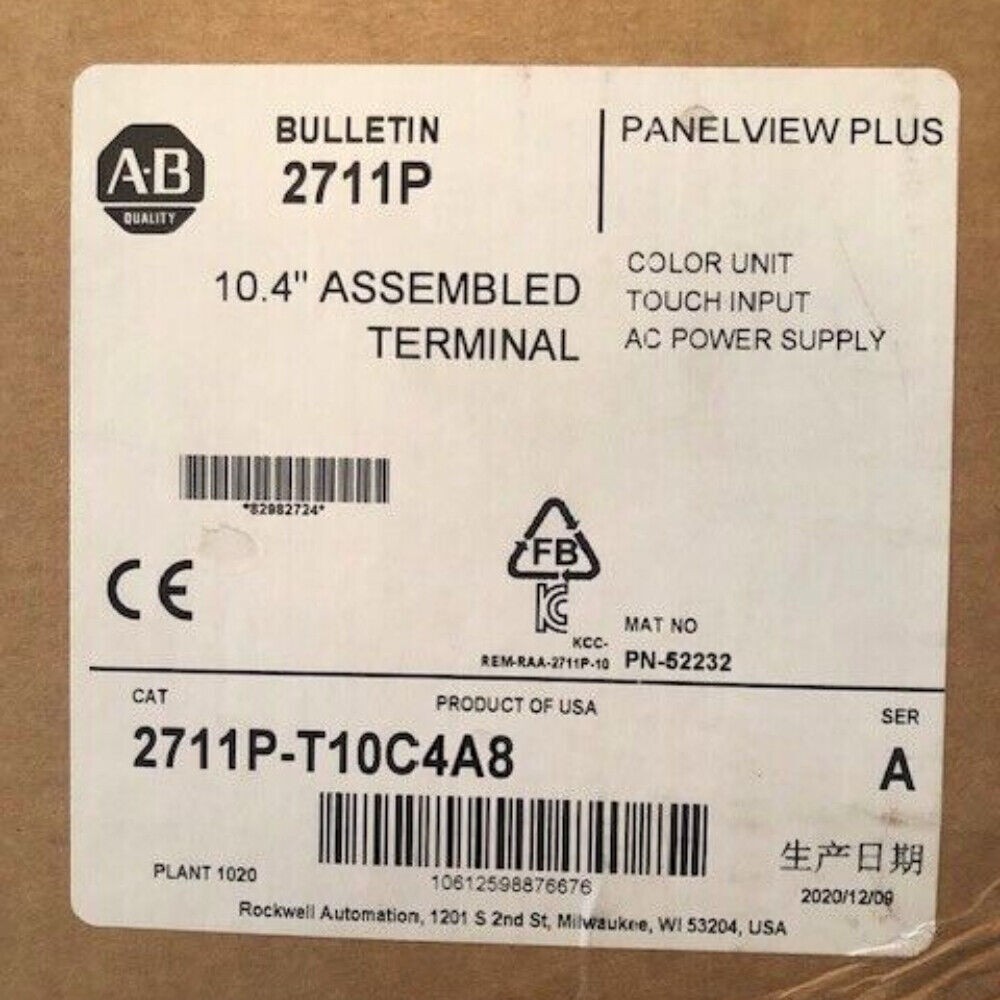 A-B
QUALITY
BULLETIN
2711P
PANELVIEW PLUS
10.4" ASSEMBLED
TERMINAL
COLOR UNIT
TOUCH INPUT
AC POWER SUPPLY
*82982724*
CE
FB
KC
KCC-
REM-RAA-2711P-10
MAT NO
PN-52232
CAT
PRODUCT OF USA
SER
2711P-T10C4A8
A
PLANT 1020
10612598876676
生产日期
2020/12/09
Rockwell Automation, 1201 S 2nd St, Milwaukee, WI 53204, USA